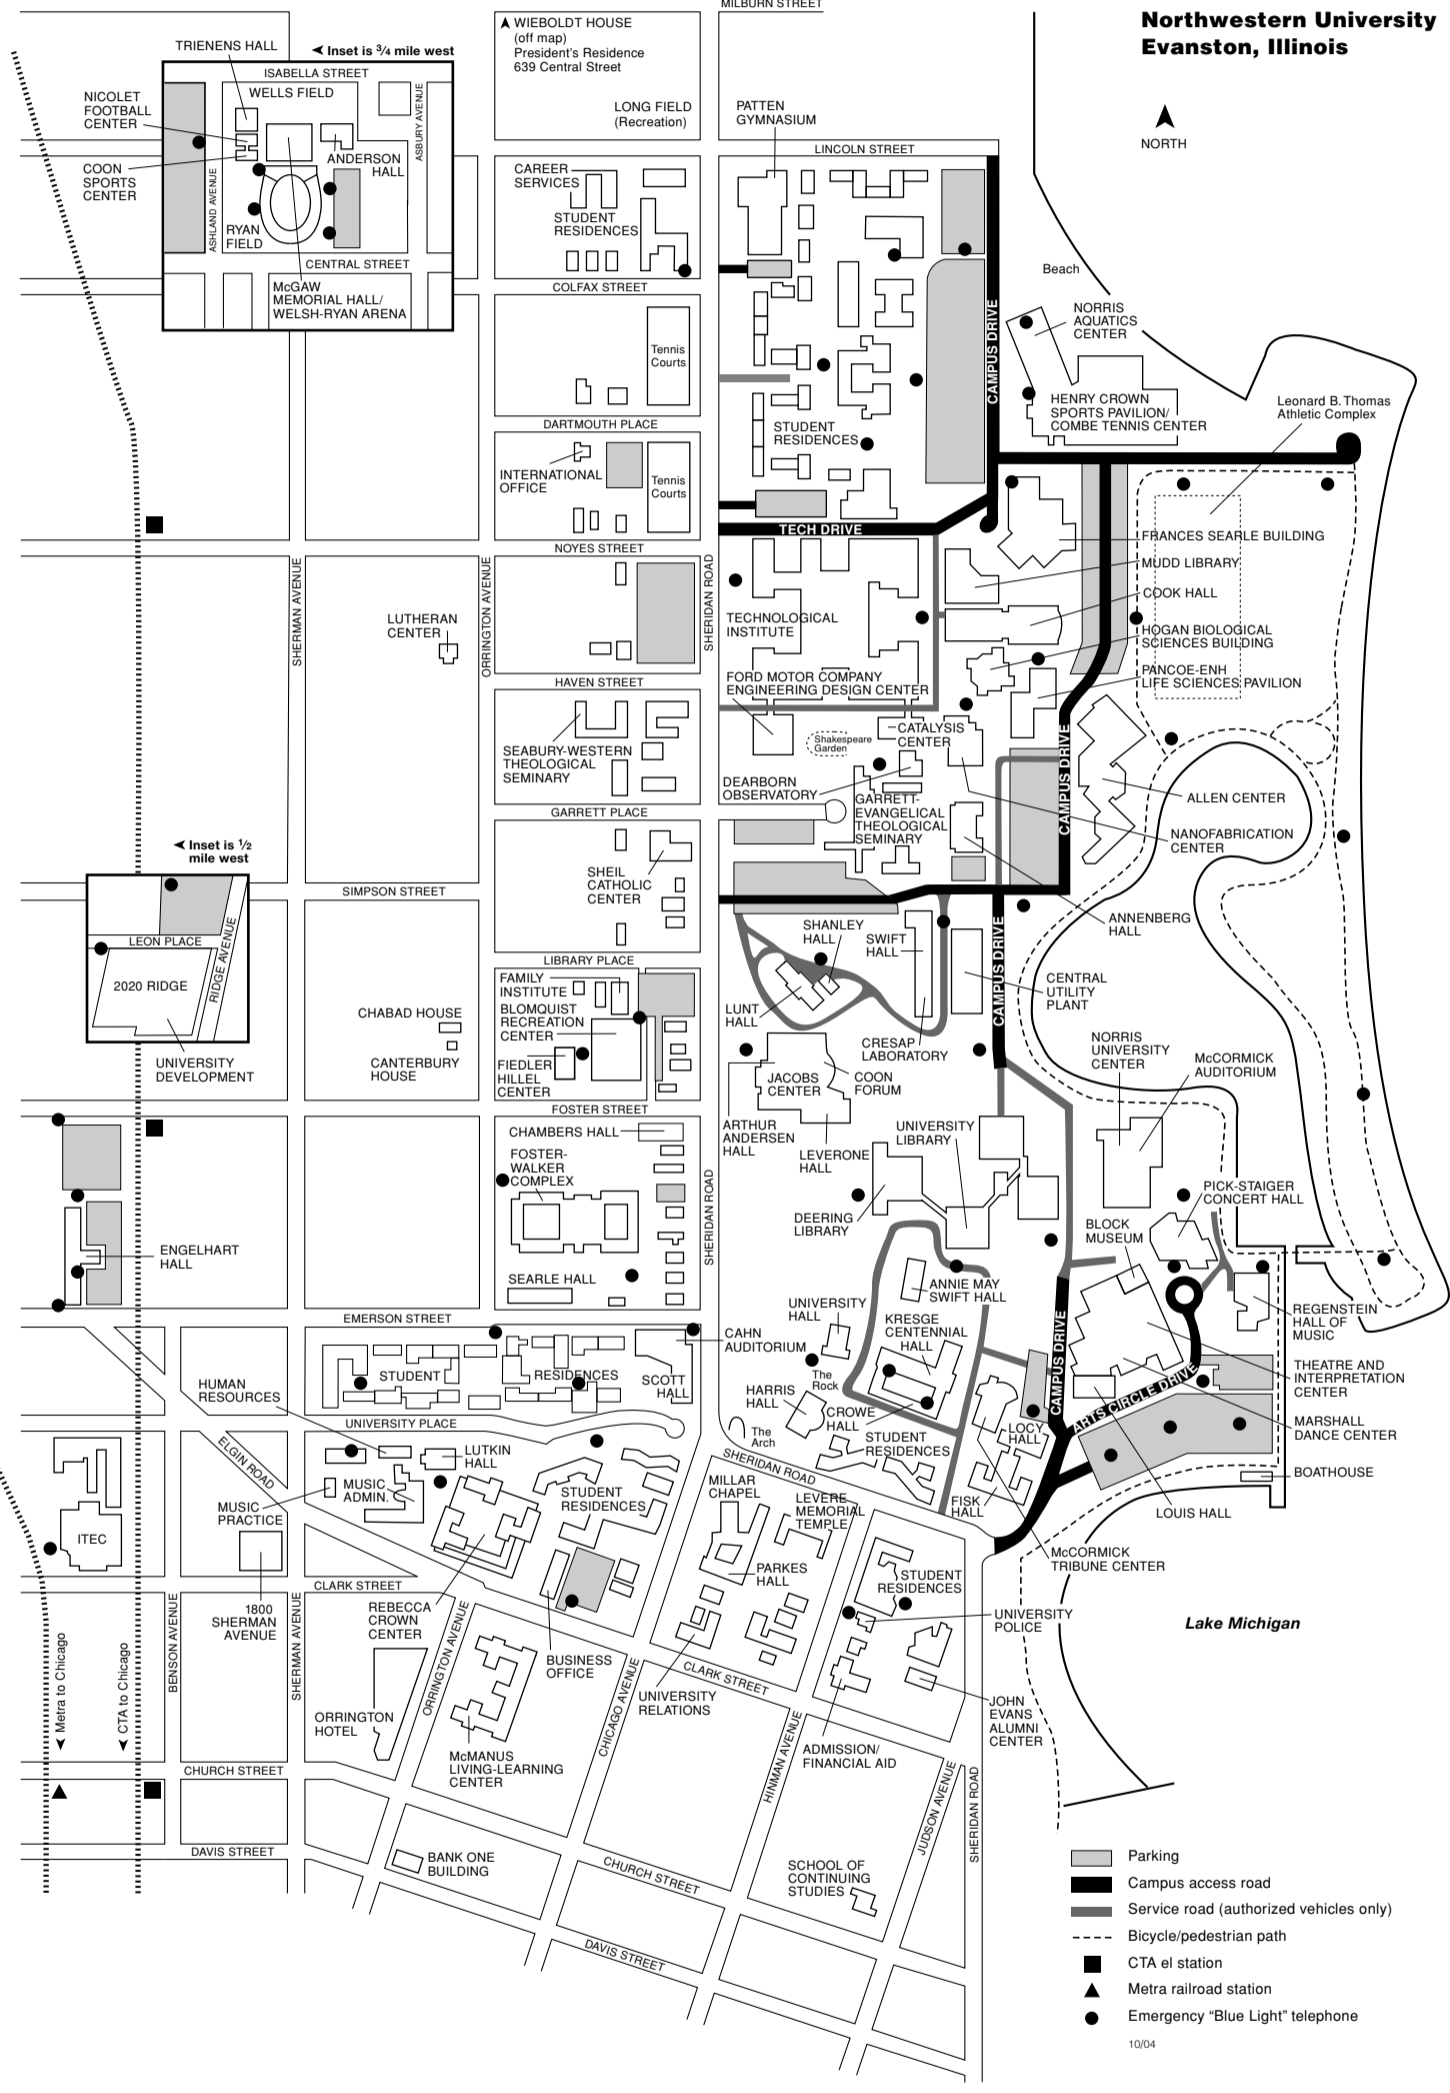 MILBURN STREET
Northwestern University
Evanston, Illinois
NORTH
WIEBOLDT HOUSE
(off map)
President's Residence
639 Central Street
LONG FIELD
(Recreation)
PATTEN
GYMNASIUM
LINCOLN STREET
TRIENENS HALL
Inset is 3/4 mile west
ISABELLA STREET
WELLS FIELD
NICOLET
FOOTBALL
CENTER
ASBURY AVENUE
COON
SPORTS
CENTER
ANDERSON
HALL
ASHLAND AVENUE
RYAN
FIELD
CENTRAL STREET
McGAW
MEMORIAL HALL/
WELSH-RYAN ARENA
CAREER
SERVICES
STUDENT
RESIDENCES
COLFAX STREET
Tennis
Courts
DARTMOUTH PLACE
INTERNATIONAL
OFFICE
Tennis
Courts
NOYES STREET
STUDENT
RESIDENCES
CAMPUS DRIVE
Beach
NORRIS
AQUATICS
CENTER
HENRY CROWN
SPORTS PAVILION/
COMBE TENNIS CENTER
Leonard B. Thomas
Athletic Complex
TECH DRIVE
FRANCES SEARLE BUILDING
MUDD LIBRARY
COOK HALL
HOGAN BIOLOGICAL
SCIENCES BUILDING
PANCOE-ENH
LIFE SCIENCES PAVILION
TECHNOLOGICAL
INSTITUTE
FORD MOTOR COMPANY
ENGINEERING DESIGN CENTER
SHERMAN AVENUE
ORRINGTON AVENUE
SHERIDAN ROAD
LUTHERAN
CENTER
HAVEN STREET
SEABURY-WESTERN
THEOLOGICAL
SEMINARY
Shakespeare
Garden
CATALYSIS
CENTER
DEARBORN
OBSERVATORY
GARRETT-
EVANGELICAL
THEOLOGICAL
SEMINARY
CAMPUS DRIVE
ALLEN CENTER
NANOFABRICATION
CENTER
ANNENBERG
HALL
GARRETT PLACE
SHEIL
CATHOLIC
CENTER
SIMPSON STREET
Inset is 1/2
mile west
LEON PLACE
2020 RIDGE
RIDGE AVENUE
UNIVERSITY
DEVELOPMENT
LIBRARY PLACE
FAMILY
INSTITUTE
BLOMQUIST
RECREATION
CENTER
FIEDLER
HILLEL
CENTER
CHABAD HOUSE
CANTERBURY
HOUSE
FOSTER STREET
SHANLEY
HALL
SWIFT
HALL
LUNT
HALL
CRESAP
LABORATORY
CAMPUS DRIVE
CENTRAL
UTILITY
PLANT
NORRIS
UNIVERSITY
CENTER
McCORMICK
AUDITORIUM
JACOBS
CENTER
COON
FORUM
ARTHUR
ANDERSEN
HALL
LEVERONE
HALL
UNIVERSITY
LIBRARY
DEERING
LIBRARY
PICK-STAIGER
CONCERT HALL
BLOCK
MUSEUM
REGENSTEIN
HALL OF
MUSIC
CHAMBERS HALL
FOSTER-
WALKER
COMPLEX
SEARLE HALL
SHERIDAN ROAD
ENGELHART
HALL
EMERSON STREET
STUDENT
RESIDENCES
CAHN
AUDITORIUM
SCOTT
HALL
UNIVERSITY PLACE
HUMAN
RESOURCES
UNIVERSITY
HALL
ANNIE MAY
SWIFT HALL
KRESGE
CENTENNIAL
HALL
The
Rock
HARRIS
HALL
CROWE
HALL
The
Arch
STUDENT
RESIDENCES
LOCY
HALL
FISK
HALL
CAMPUS DRIVE
ARTS CIRCLE DRIVE
THEATRE AND
INTERPRETATION
CENTER
MARSHALL
DANCE CENTER
BOATHOUSE
LOUIS HALL
McCORMICK
TRIBUNE CENTER
ELGIN ROAD
LUTKIN
HALL
MUSIC
ADMIN.
MUSIC
PRACTICE
ITEC
STUDENT
RESIDENCES
SHERIDAN ROAD
MILLAR
CHAPEL
LEVERE
MEMORIAL
TEMPLE
PARKES
HALL
STUDENT
RESIDENCES
UNIVERSITY
POLICE
CLARK STREET
1800
SHERMAN
AVENUE
REBECCA
CROWN
CENTER
BUSINESS
OFFICE
UNIVERSITY
RELATIONS
CLARK STREET
JOHN
EVANS
ALUMNI
CENTER
ADMISSION/
FINANCIAL AID
Metra to Chicago
CTA to Chicago
BENSON AVENUE
SHERMAN AVENUE
ORRINGTON AVENUE
CHICAGO AVENUE
HINMAN AVENUE
JUDSON AVENUE
SHERIDAN ROAD
ORRINGTON
HOTEL
McMANUS
LIVING-LEARNING
CENTER
CHURCH STREET
DAVIS STREET
BANK ONE
BUILDING
CHURCH STREET
SCHOOL OF
CONTINUING
STUDIES
DAVIS STREET
Lake Michigan
Parking
Campus access road
Service road (authorized vehicles only)
Bicycle/pedestrian path
CTA el station
Metra railroad station
Emergency “Blue Light” telephone
10/04